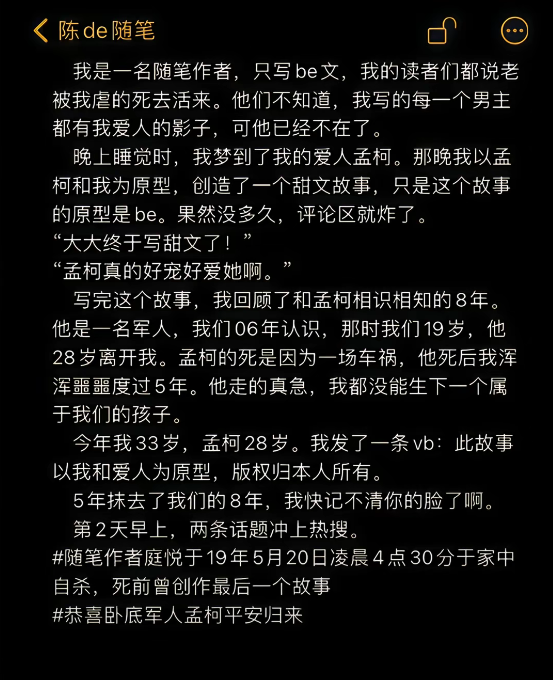 陈de随笔
我是一名随笔作者，只写be文，我的读者们都说老
被我虐的死去活来。他们不知道，我写的每一个男主
都有我爱人的影子，可他已经不在了。
晚上睡觉时，我梦到了我的爱人孟柯。那晚我以孟
柯和我为原型，创造了一个甜文故事，只是这个故事
的原型是be。果然没多久，评论区就炸了。
“大大终于写甜文了！”
“孟柯真的好宠好爱她啊。”
写完这个故事，我回顾了和孟柯相识相知的8年。
他是一名军人，我们06年认识，那时我们19岁，他
28岁离开我。孟柯的死是因为一场车祸，他死后我浑
浑噩噩度过5年。他走的真急，我都没能生下一个属
于我们的孩子。
今年我33岁，孟柯28岁。我发了一条vb：此故事
以我和爱人为原型，版权归本人所有。
5年抹去了我们的8年，我快记不清你的脸了啊。
第2天早上，两条话题冲上热搜。
#随笔作者庭悦于19年5月20日凌晨4点30分于家中
自杀，死前曾创作最后一个故事
#恭喜卧底军人孟柯平安归来